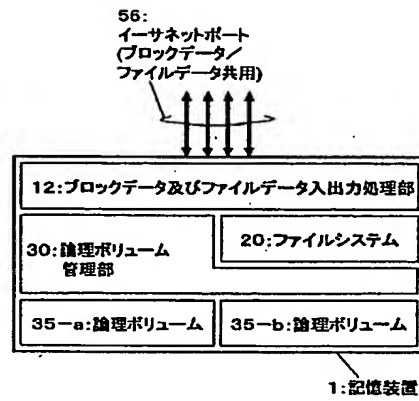 56:
イーサネットポート
(ブロックデータ/
ファイルデータ共用)
12:ブロックデータ及びファイルデータ入出力処理部
30:論理ボリューム
管理部
20:ファイルシステム
35-a:論理ボリューム
35-b:論理ボリューム
1:記憶装置